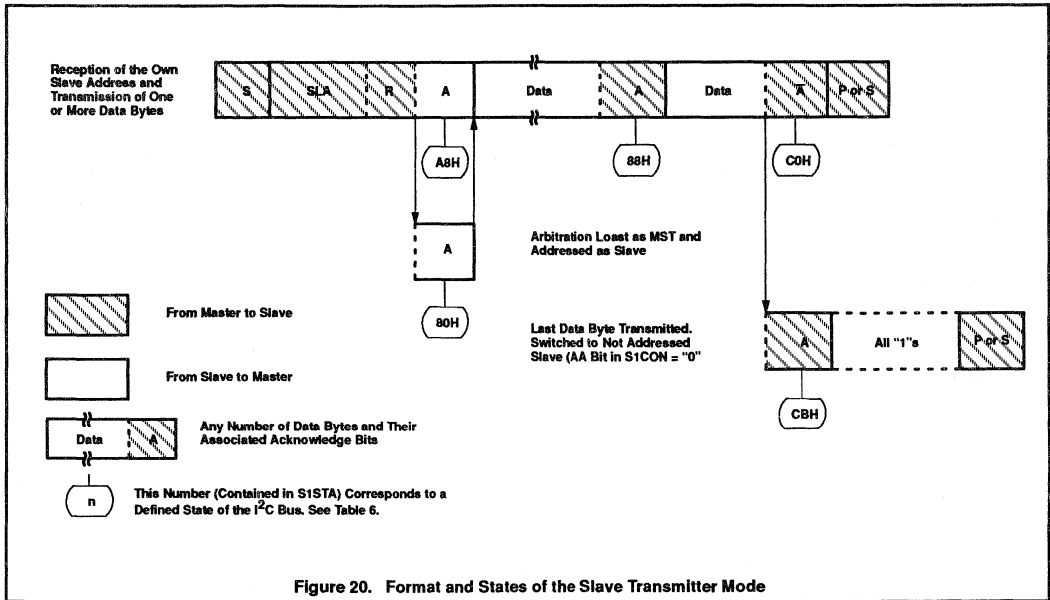 Reception of the Own
Slave Address and
Transmission of One
or More Data Bytes
S
SLA
R
A
Data
A
Data
A̅
P or S
A8H
88H
C0H
A
Arbitration Loast as MST and
Addressed as Slave
80H
From Master to Slave
Last Data Byte Transmitted.
Switched to Not Addressed
Slave (AA Bit in S1CON = “0”
A
All “1”s
P or S
From Slave to Master
CBH
Data
A
Any Number of Data Bytes and Their
Associated Acknowledge Bits
n
This Number (Contained in S1STA) Corresponds to a
Defined State of the I²C Bus. See Table 6.
Figure 20. Format and States of the Slave Transmitter Mode